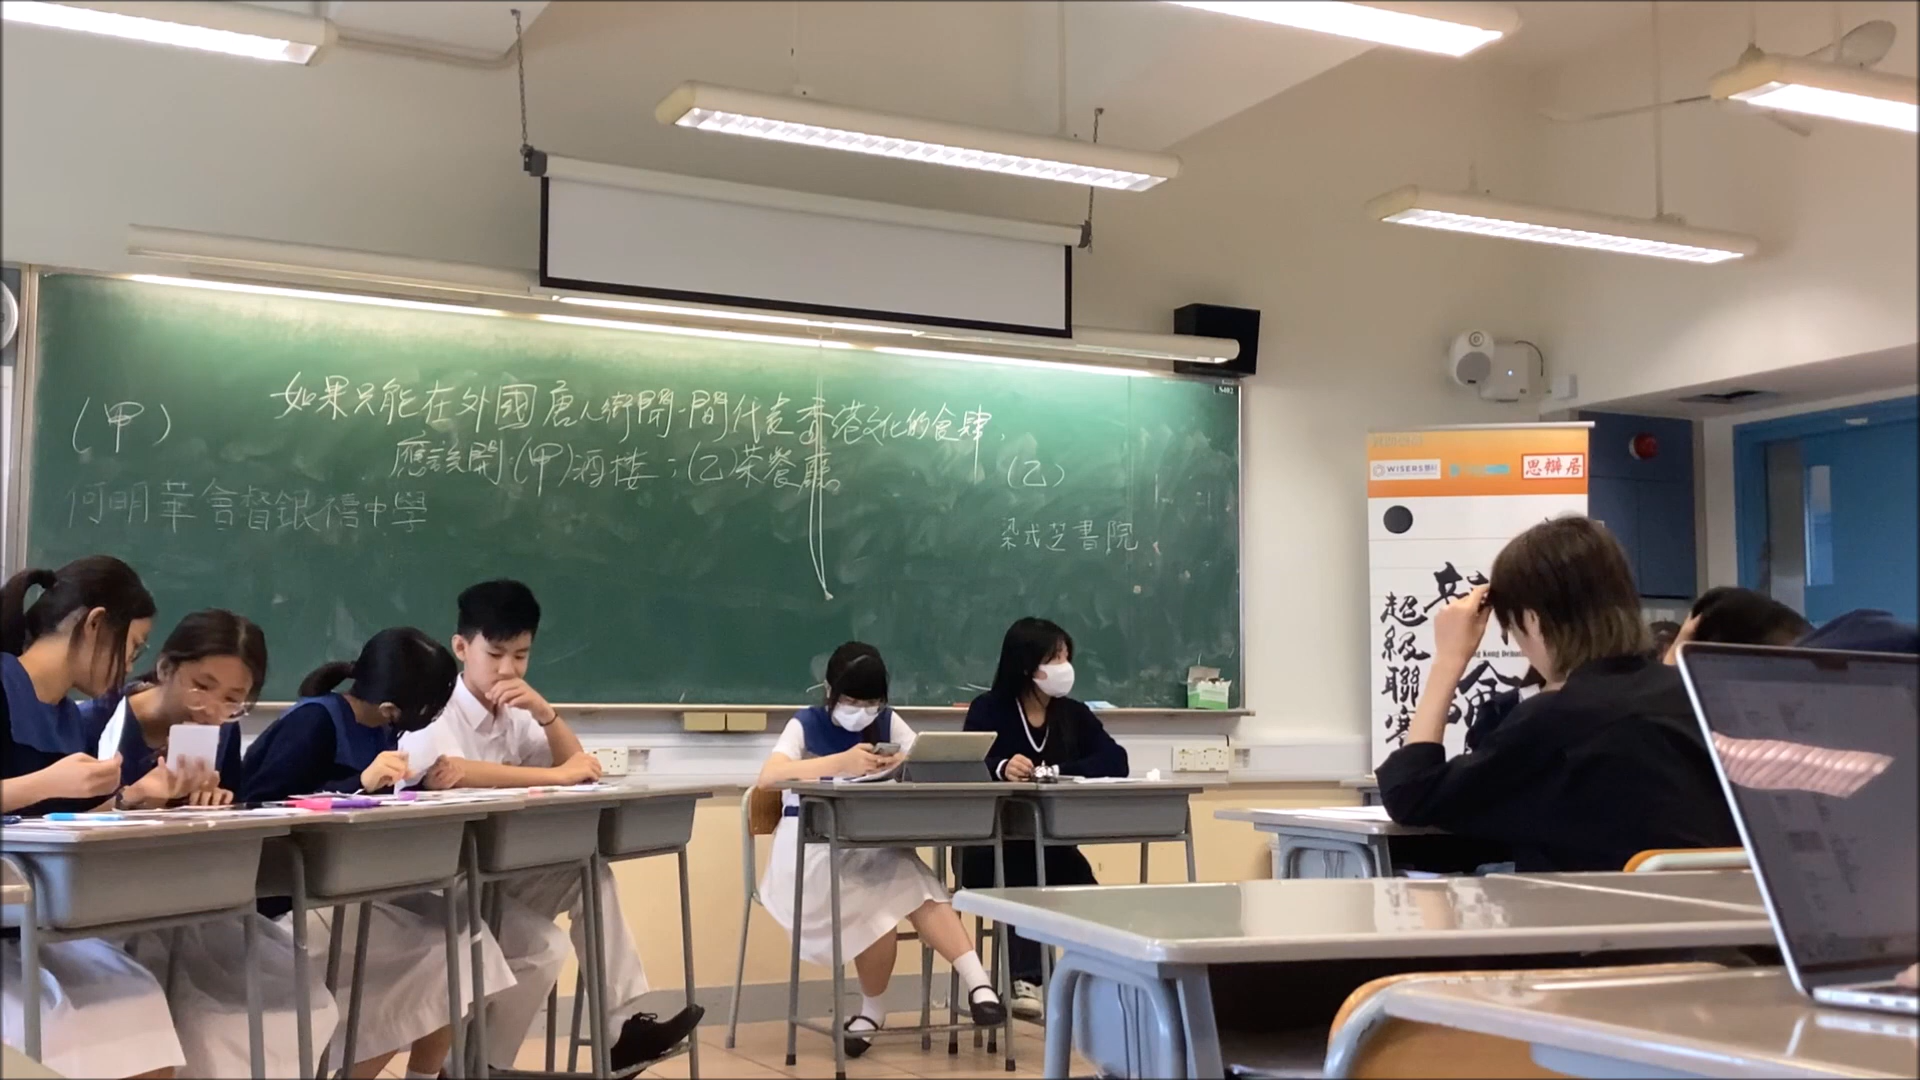 (甲)
如果只能在外國唐人街開一間代表香港文化的食肆，
應該開：(甲)酒樓；(乙)茶餐廳
(乙)
何明華會督銀禧中學
梁式芝書院
WISERS
思辯居
超級聯賽